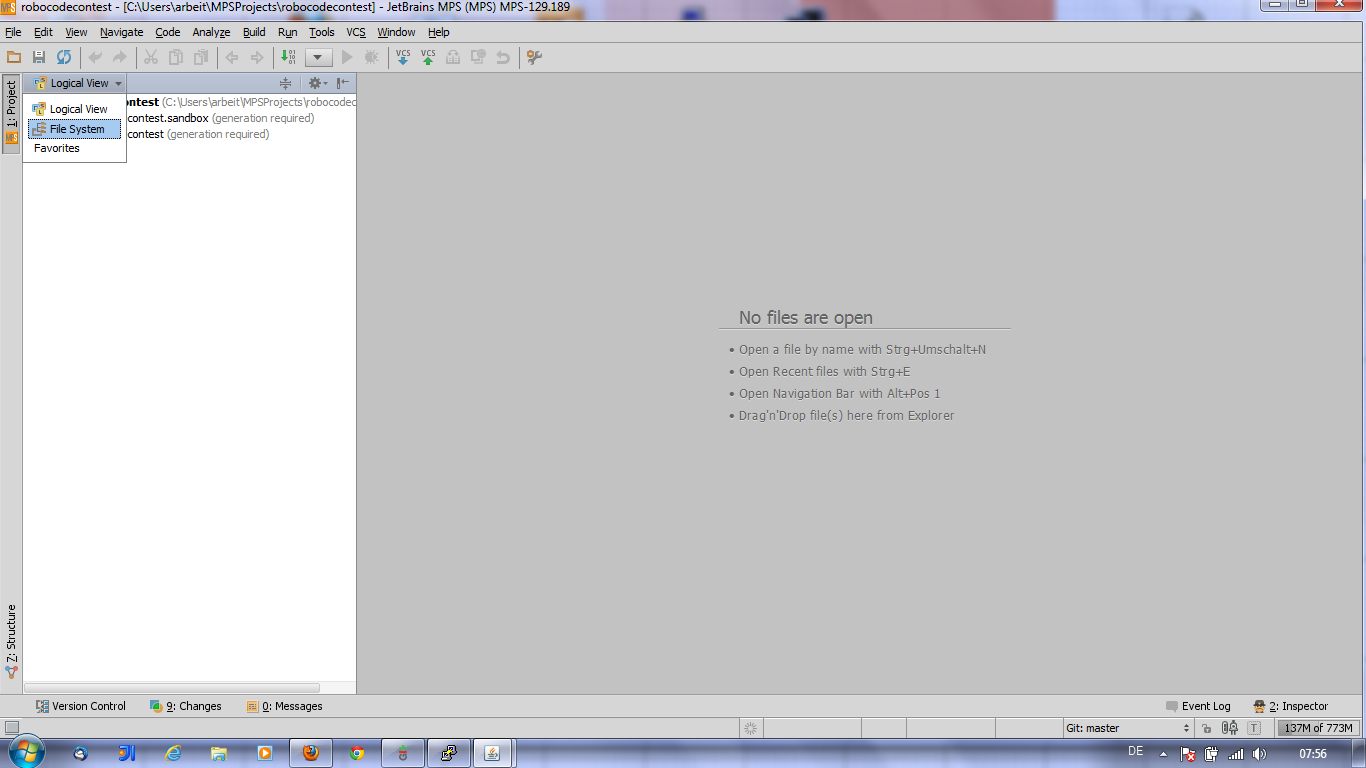 robocodecontest - [C:\Users\arbeit\MPSProjects\robocodecontest] - JetBrains MPS (MPS) MPS-129.189
File Edit View Navigate Code Analyze Build Run Tools VCS Window Help
VCS VCS
1: Project
Logical View
Logical View
File System
Favorites
ontest (C:\Users\arbeit\MPSProjects\robocodec
contest.sandbox (generation required)
contest (generation required)
No files are open
• Open a file by name with Strg+Umschalt+N
• Open Recent files with Strg+E
• Open Navigation Bar with Alt+Pos 1
• Drag'n'Drop file(s) here from Explorer
Z: Structure
Version Control 9: Changes 0: Messages Event Log 2: Inspector
Git: master T 137M of 773M
DE 07:56